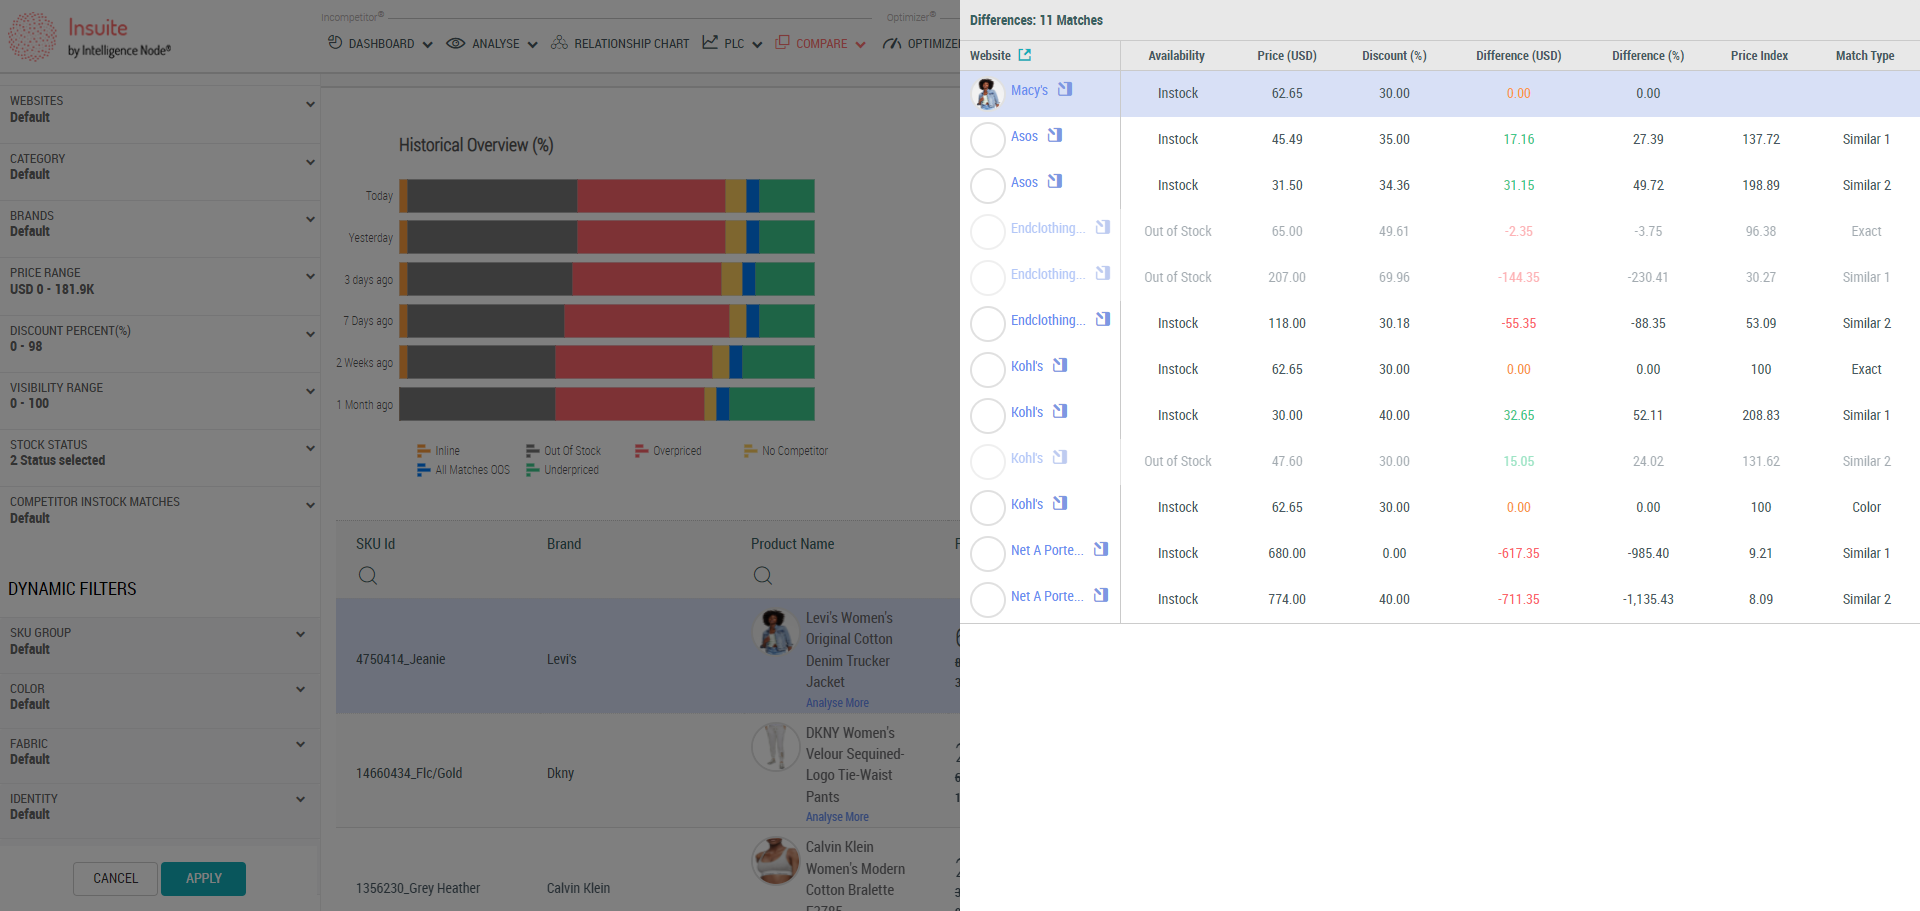 Insuite
by Intelligence Node®
Incompetitor®
Optimizer®
DASHBOARD
ANALYSE
RELATIONSHIP CHART
PLC
COMPARE
WEBSITES
Default
CATEGORY
Default
BRANDS
Default
PRICE RANGE
USD 0 - 181.9K
DISCOUNT PERCENT(%)
0 - 98
VISIBILITY RANGE
0 - 100
STOCK STATUS
2 Status selected
COMPETITOR INSTOCK MATCHES
Default
DYNAMIC FILTERS
SKU GROUP
Default
COLOR
Default
FABRIC
Default
IDENTITY
Default
CANCEL
APPLY
Historical Overview (%)
Today
Yesterday
3 days ago
7 Days ago
2 Weeks ago
1 Month ago
Inline Out Of Stock Overpriced No Competitor
All Matches OOS Underpriced
SKU Id Brand Product Name
4750414_Jeanie
Levi's
Levi's Women's
Original Cotton
Denim Trucker
Jacket
Analyse More
14660434_Flc/Gold
Dkny
DKNY Women's
Velour Sequined-
Logo Tie-Waist
Pants
Analyse More
1356230_Grey Heather
Calvin Klein
Calvin Klein
Women's Modern
Cotton Bralette
Differences: 11 Matches
Website Availability Price (USD) Discount (%) Difference (USD) Difference (%) Price Index Match Type
Macy's Instock 62.65 30.00 0.00 0.00
Asos Instock 45.49 35.00 17.16 27.39 137.72 Similar 1
Asos Instock 31.50 34.36 31.15 49.72 198.89 Similar 2
Endclothing... Out of Stock 65.00 49.61 -2.35 -3.75 96.38 Exact
Endclothing... Out of Stock 207.00 69.96 -144.35 -230.41 30.27 Similar 1
Endclothing... Instock 118.00 30.18 -55.35 -88.35 53.09 Similar 2
Kohl's Instock 62.65 30.00 0.00 0.00 100 Exact
Kohl's Instock 30.00 40.00 32.65 52.11 208.83 Similar 1
Kohl's Out of Stock 47.60 30.00 15.05 24.02 131.62 Similar 2
Kohl's Instock 62.65 30.00 0.00 0.00 100 Color
Net A Porte... Instock 680.00 0.00 -617.35 -985.40 9.21 Similar 1
Net A Porte... Instock 774.00 40.00 -711.35 -1,135.43 8.09 Similar 2